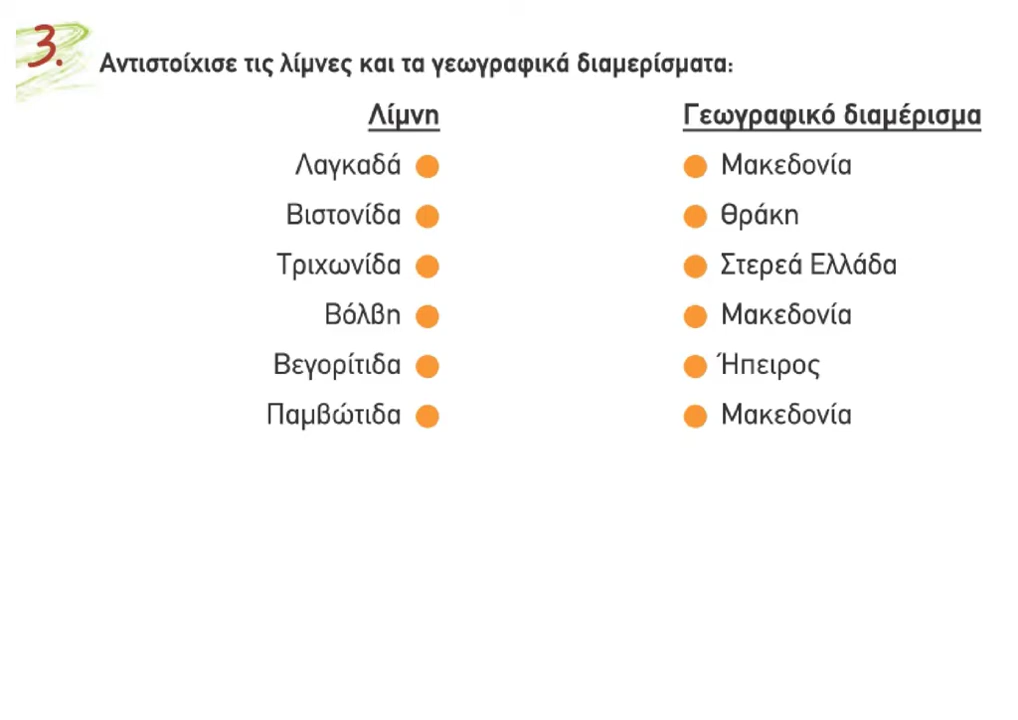 3. Αντιστοίχισε τις λίμνες και τα γεωγραφικά διαμερίσματα:
Λίμνη Γεωγραφικό διαμέρισμα
Λαγκαδά Μακεδονία
Βιστονίδα Θράκη
Τριχωνίδα Στερεά Ελλάδα
Βόλβη Μακεδονία
Βεγορίτιδα Ήπειρος
Παμβώτιδα Μακεδονία